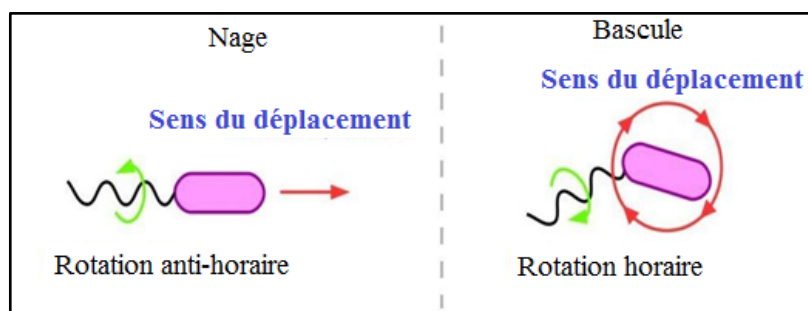 Nage
Bascule
Sens du déplacement
Sens du déplacement
Rotation anti-horaire
Rotation horaire